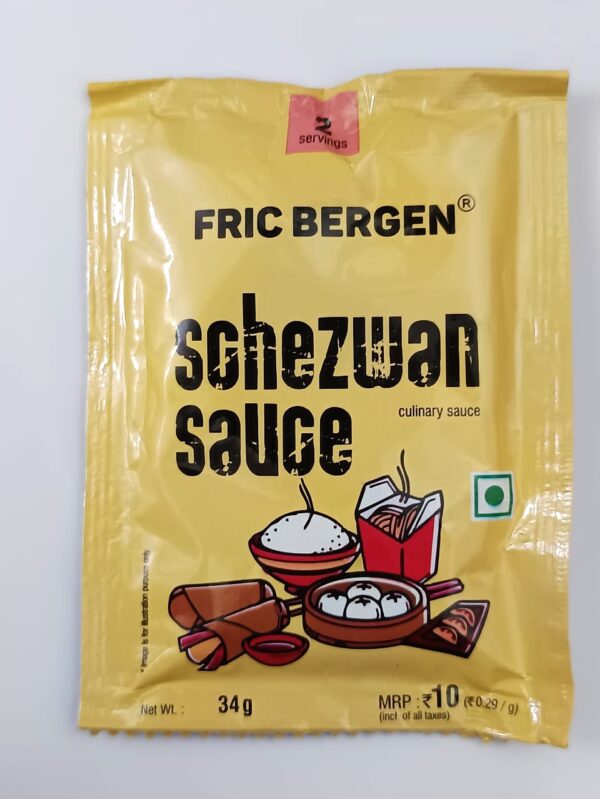 2
servings
FRIC BERGEN®
schezwan
sauce
culinary sauce
* Image is for illustration purpose only
Net Wt. : 34 g
MRP : ₹10 (₹0.29 / g)
(incl. of all taxes)